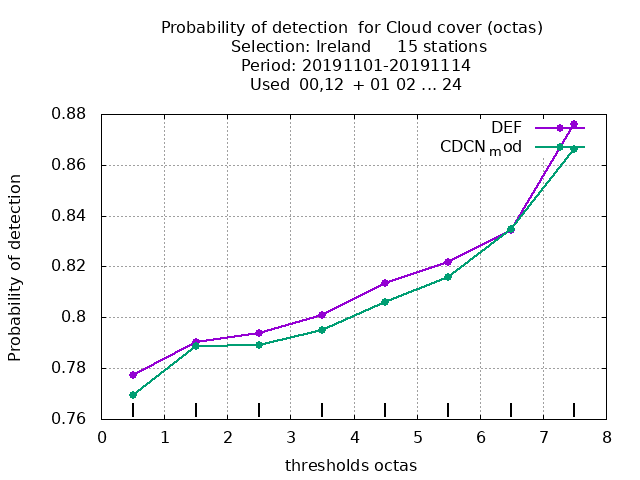 Probability of detection  for Cloud cover (octas)
Selection: Ireland     15 stations
Period: 20191101-20191114
Used  00,12  + 01 02 ... 24
DEF
CDCNmod
0.88
0.86
0.84
0.82
0.8
0.78
0.76
Probability of detection
0 1 2 3 4 5 6 7 8
thresholds octas